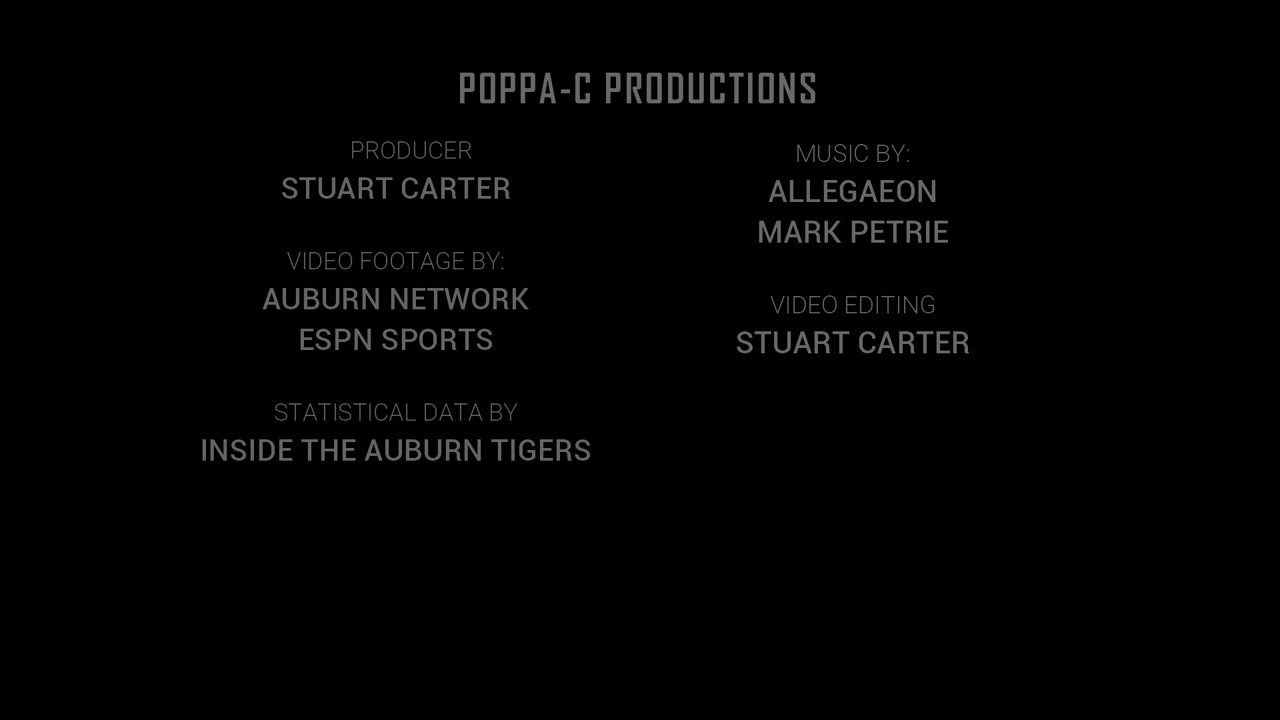 POPPA-C PRODUCTIONS
PRODUCER
STUART CARTER
VIDEO FOOTAGE BY:
AUBURN NETWORK
ESPN SPORTS
STATISTICAL DATA BY
INSIDE THE AUBURN TIGERS
MUSIC BY:
ALLEGAEON
MARK PETRIE
VIDEO EDITING
STUART CARTER